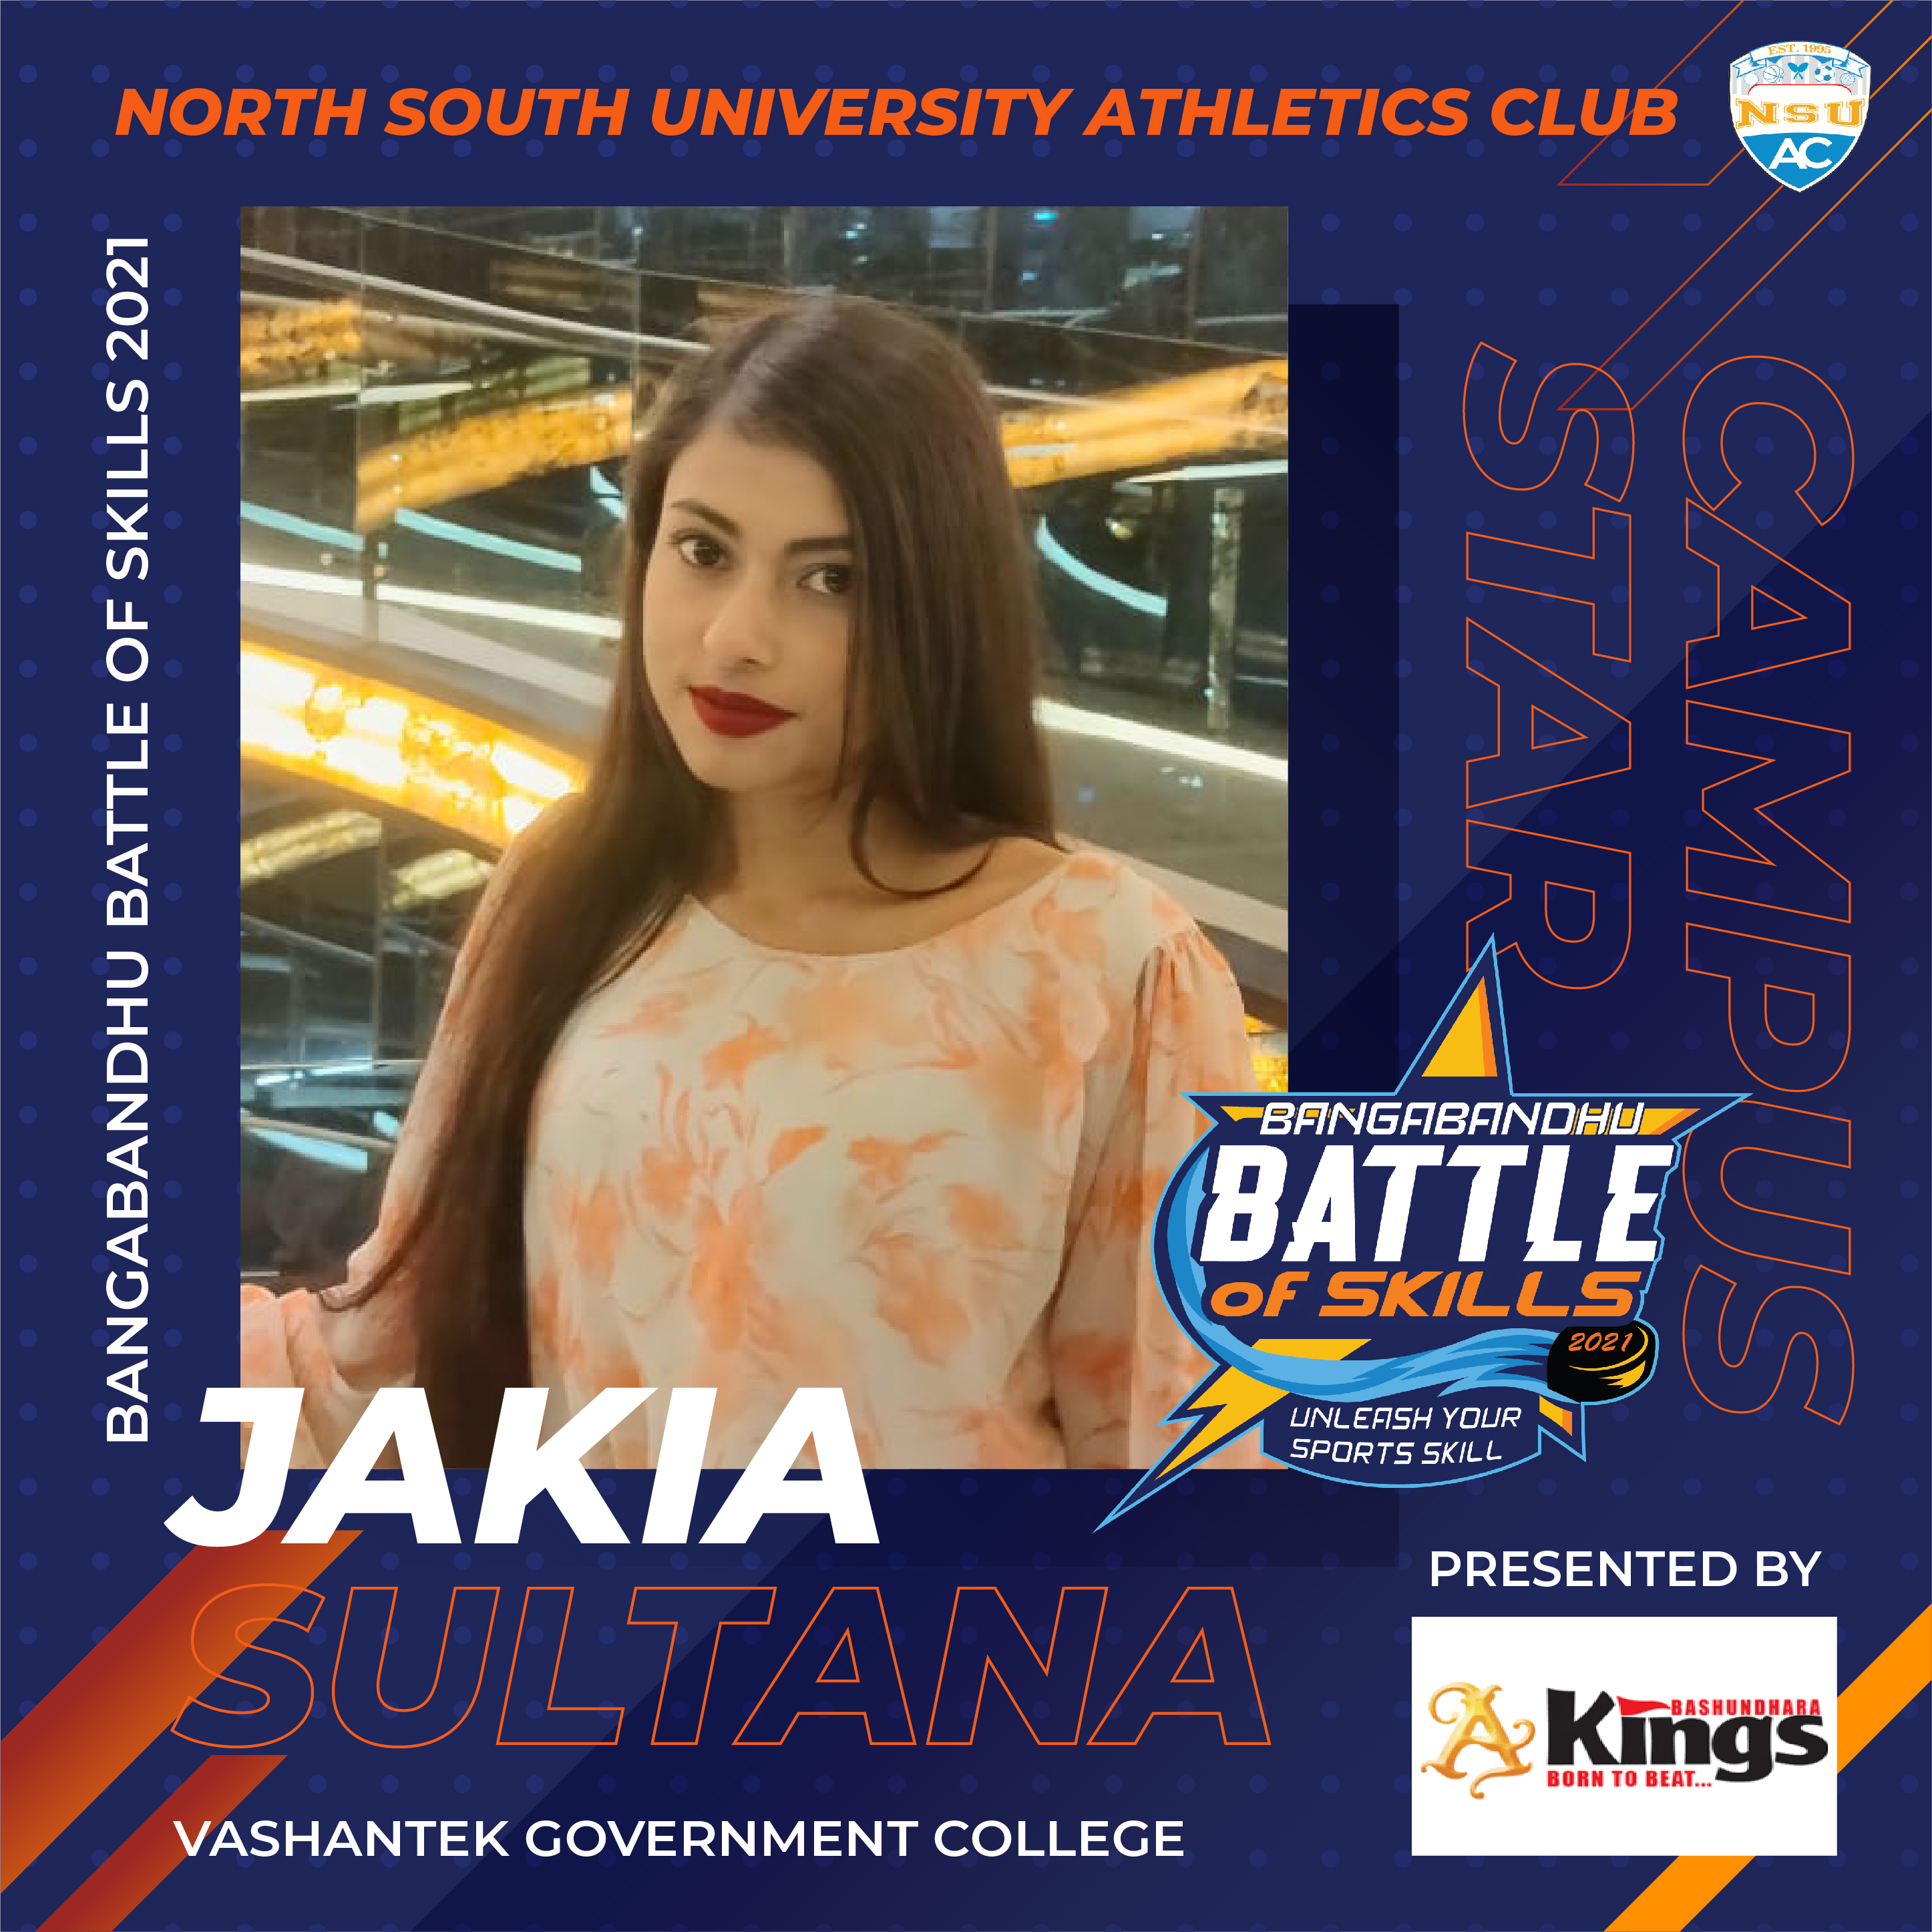 NORTH SOUTH UNIVERSITY ATHLETICS CLUB
EST. 1995
NSU
AC
BANGABANDHU BATTLE OF SKILLS 2021
CAMPUS
STAR
BANGABANDHU
BATTLE
OF SKILLS
2021
UNLEASH YOUR
SPORTS SKILL
JAKIA
SULTANA
VASHANTEK GOVERNMENT COLLEGE
PRESENTED BY
A
BASHUNDHARA
Kings
BORN TO BEAT...